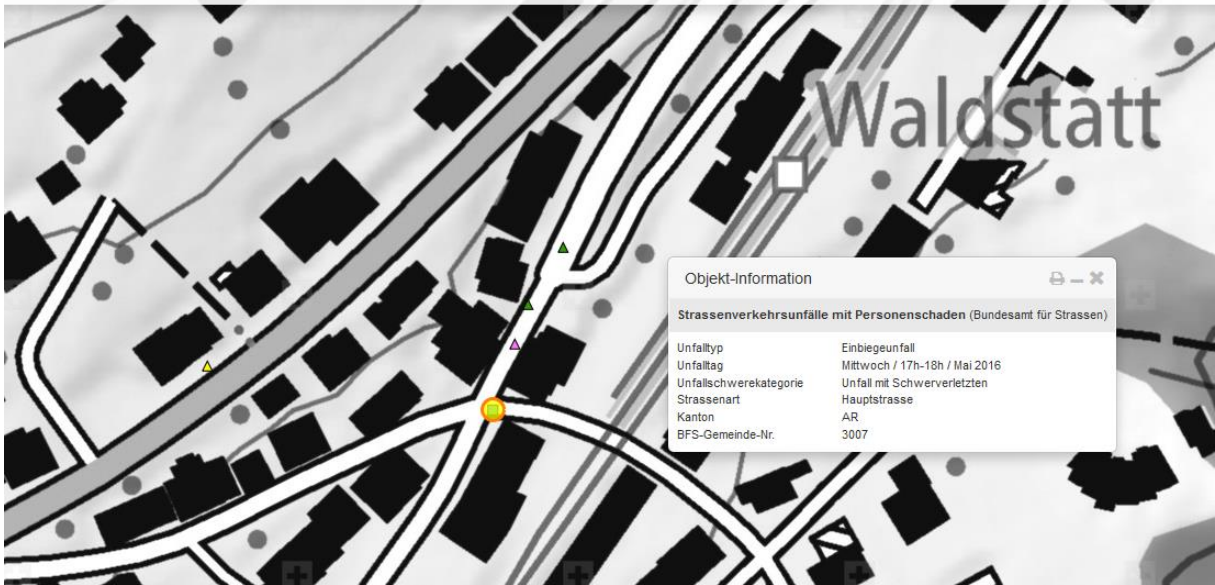 Waldstatt
Objekt-Information
Strassenverkehrsunfälle mit Personenschaden (Bundesamt für Strassen)
Unfalltyp Einbiegeunfall
Unfalltag Mittwoch / 17h-18h / Mai 2016
Unfallschwerekategorie Unfall mit Schwerverletzten
Strassenart Hauptstrasse
Kanton AR
BFS-Gemeinde-Nr. 3007